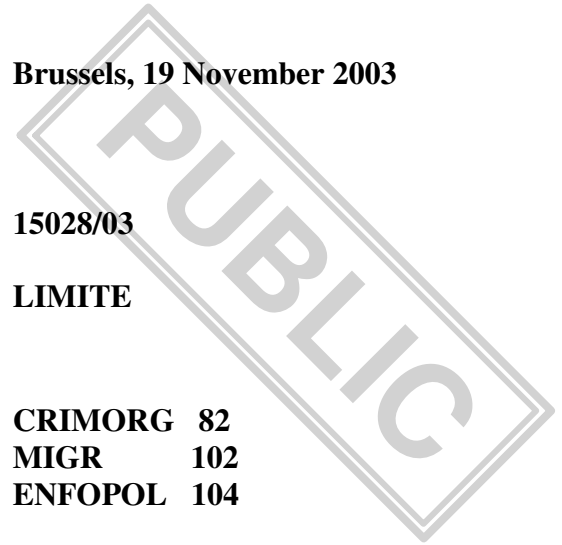 Brussels, 19 November 2003
PUBLIC
15028/03
LIMITE
CRIMORG 82
MIGR 102
ENFOPOL 104